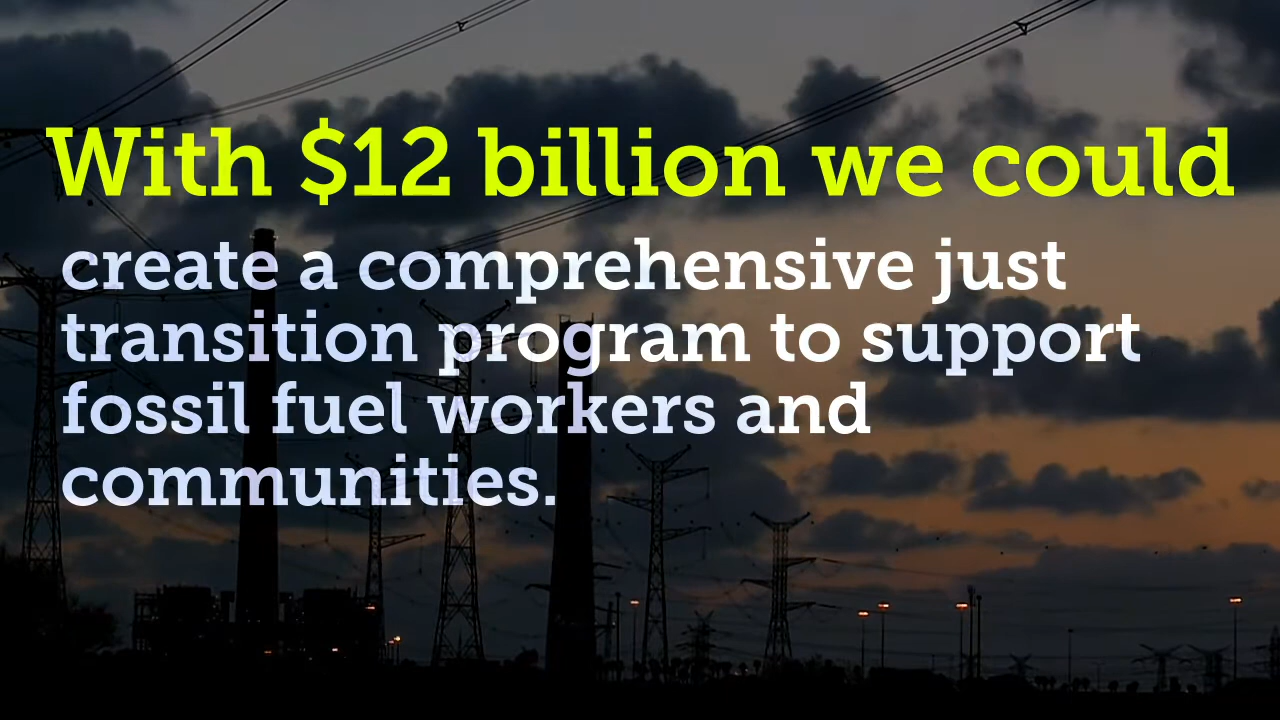 With $12 billion we could
create a comprehensive just
transition program to support
fossil fuel workers and
communities.